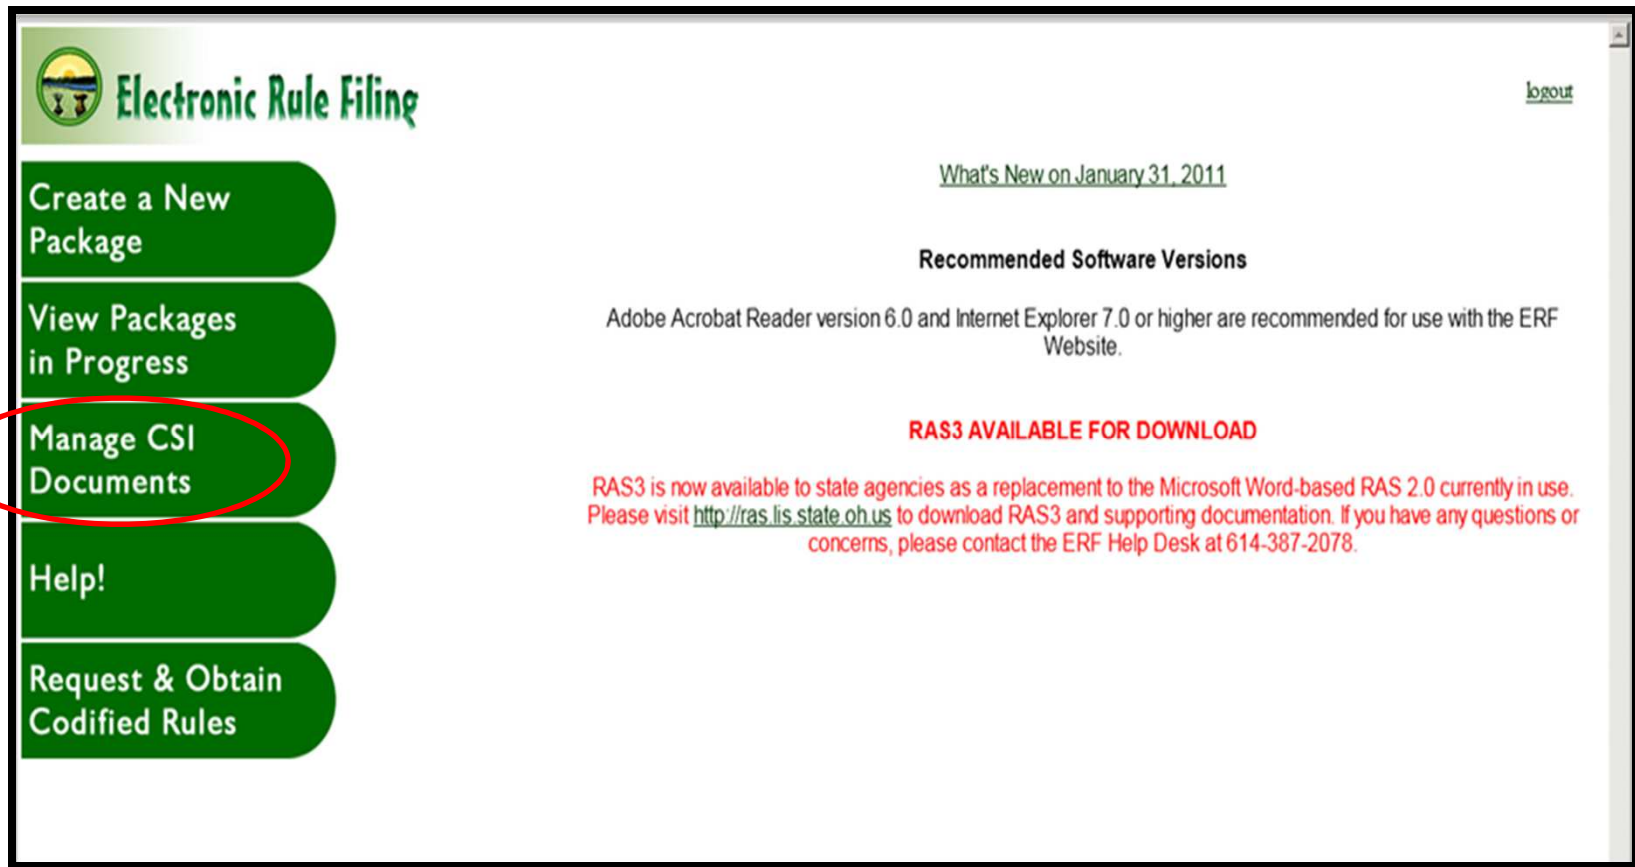 Electronic Rule Filing
logout
Create a New
Package
View Packages
in Progress
Manage CSI
Documents
Help!
Request & Obtain
Codified Rules
What's New on January 31, 2011
Recommended Software Versions
Adobe Acrobat Reader version 6.0 and Internet Explorer 7.0 or higher are recommended for use with the ERF
Website.
RAS3 AVAILABLE FOR DOWNLOAD
RAS3 is now available to state agencies as a replacement to the Microsoft Word-based RAS 2.0 currently in use.
Please visit http://ras.lis.state.oh.us to download RAS3 and supporting documentation. If you have any questions or
concerns, please contact the ERF Help Desk at 614-387-2078.